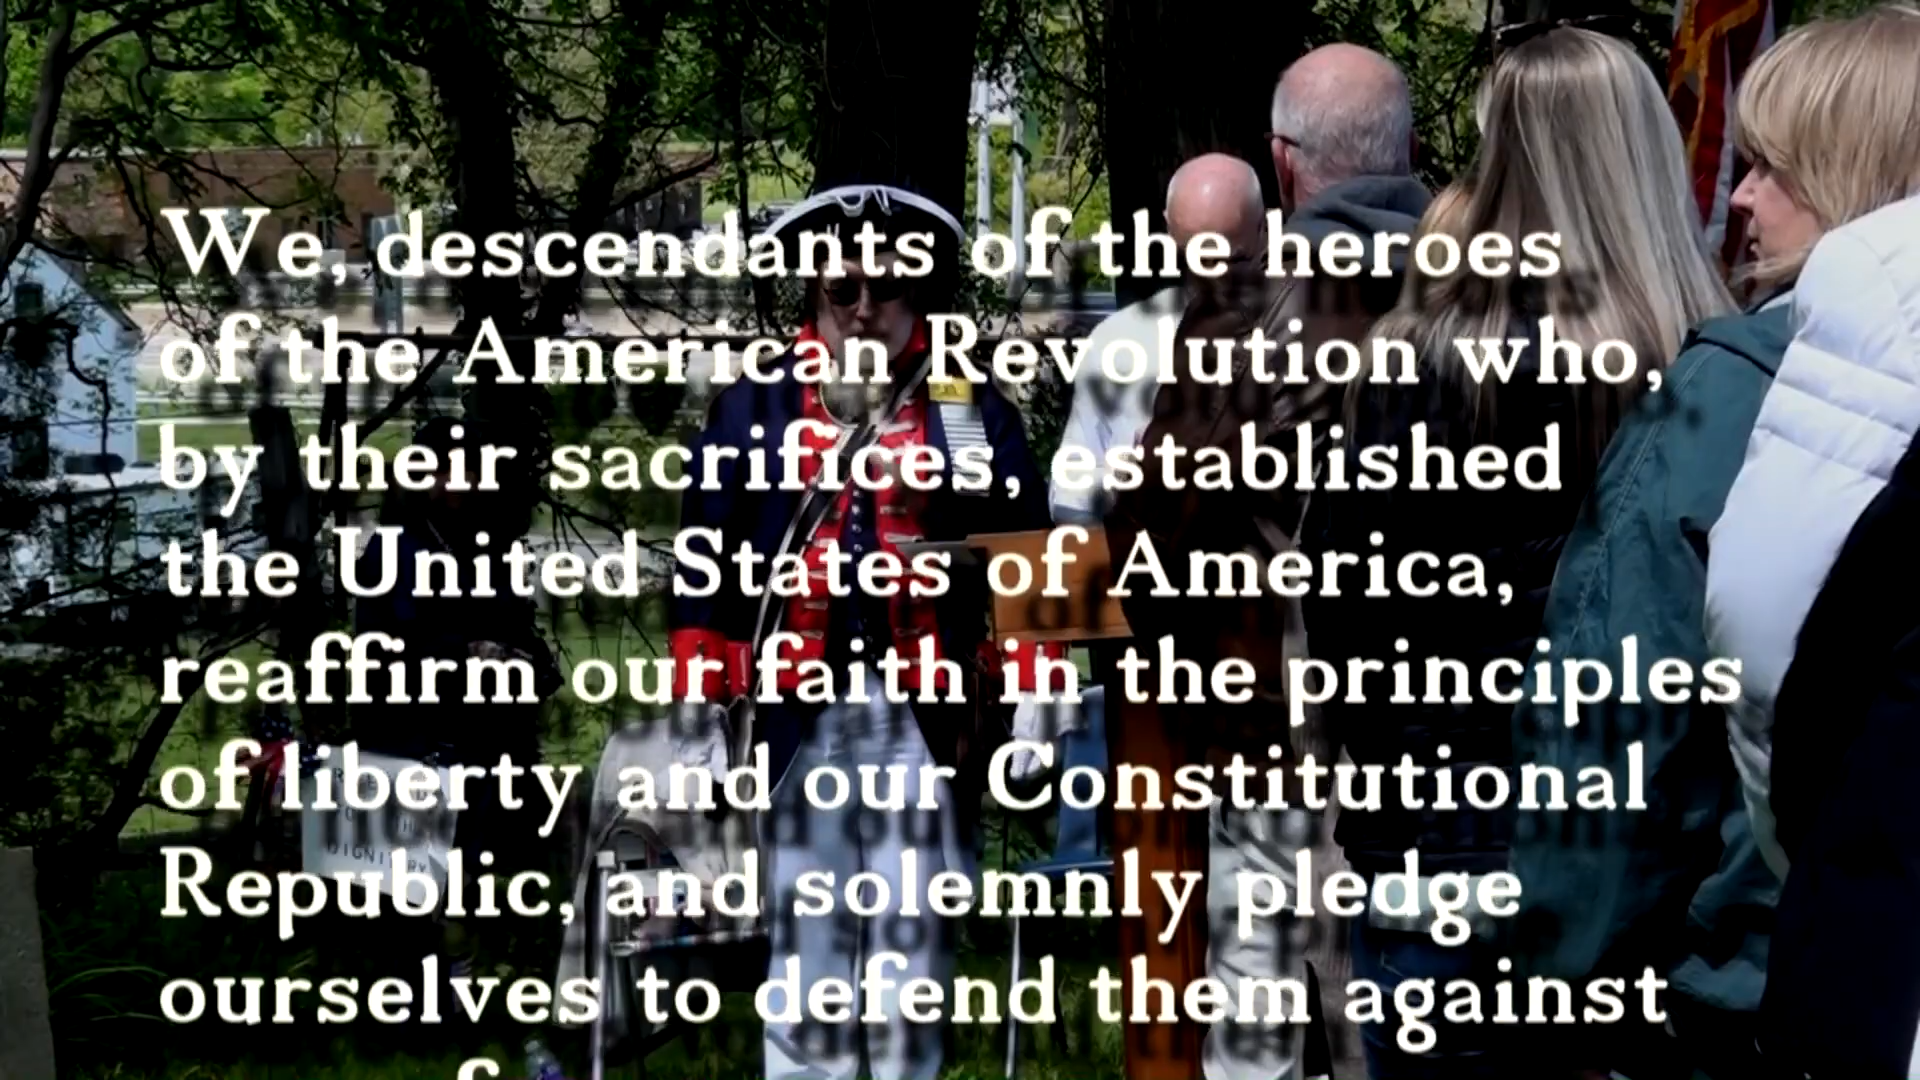 We, descendants of the heroes
of the American Revolution who,
by their sacrifices, established
the United States of America,
reaffirm our faith in the principles
of liberty and our Constitutional
Republic, and solemnly pledge
ourselves to defend them against